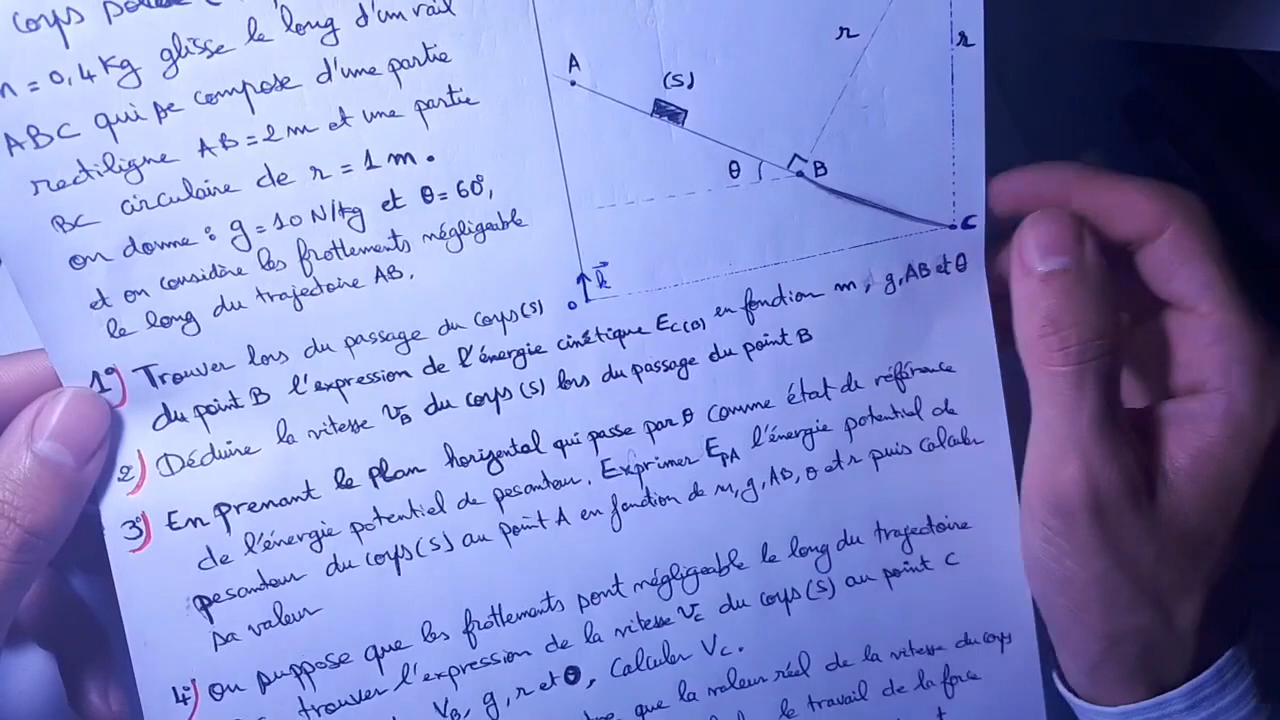 corps
m = 0,4 Kg glisse le long d'un rail
ABC qui se compose d'une partie
rectiligne AB = 2 m et une partie
BC circulaire de r = 1 m.
on donne : g = 10 N/kg et θ = 60°,
et on considère les frottements négligeable
le long du trajectoire AB.
A
(S)
r
r
θ
B
C
o
k
1°) Trouver lors du passage du corps (S)
du point B l'expression de l'énergie cinétique Ec(B) en fonction m, g, AB et θ
2) Déduire la vitesse VB du corps (S) lors du passage du point B
3°) En prenant le plan horizental qui passe par θ comme état de référence
de l'énergie potentiel de pesanteur. Exprimer EPA l'énergie potentiel de
pesanteur du corps (S) au point A en fonction de m, g, AB, θ et r puis calculer
sa valeur
4°) On suppose que les frottements sont négligeable le long du trajectoire
trouver l'expression de la vitesse Vc du corps (S) au point C
VB, g, r et θ, Calculer Vc.
que la valeur réel de la vitesse du corps
le travail de la force